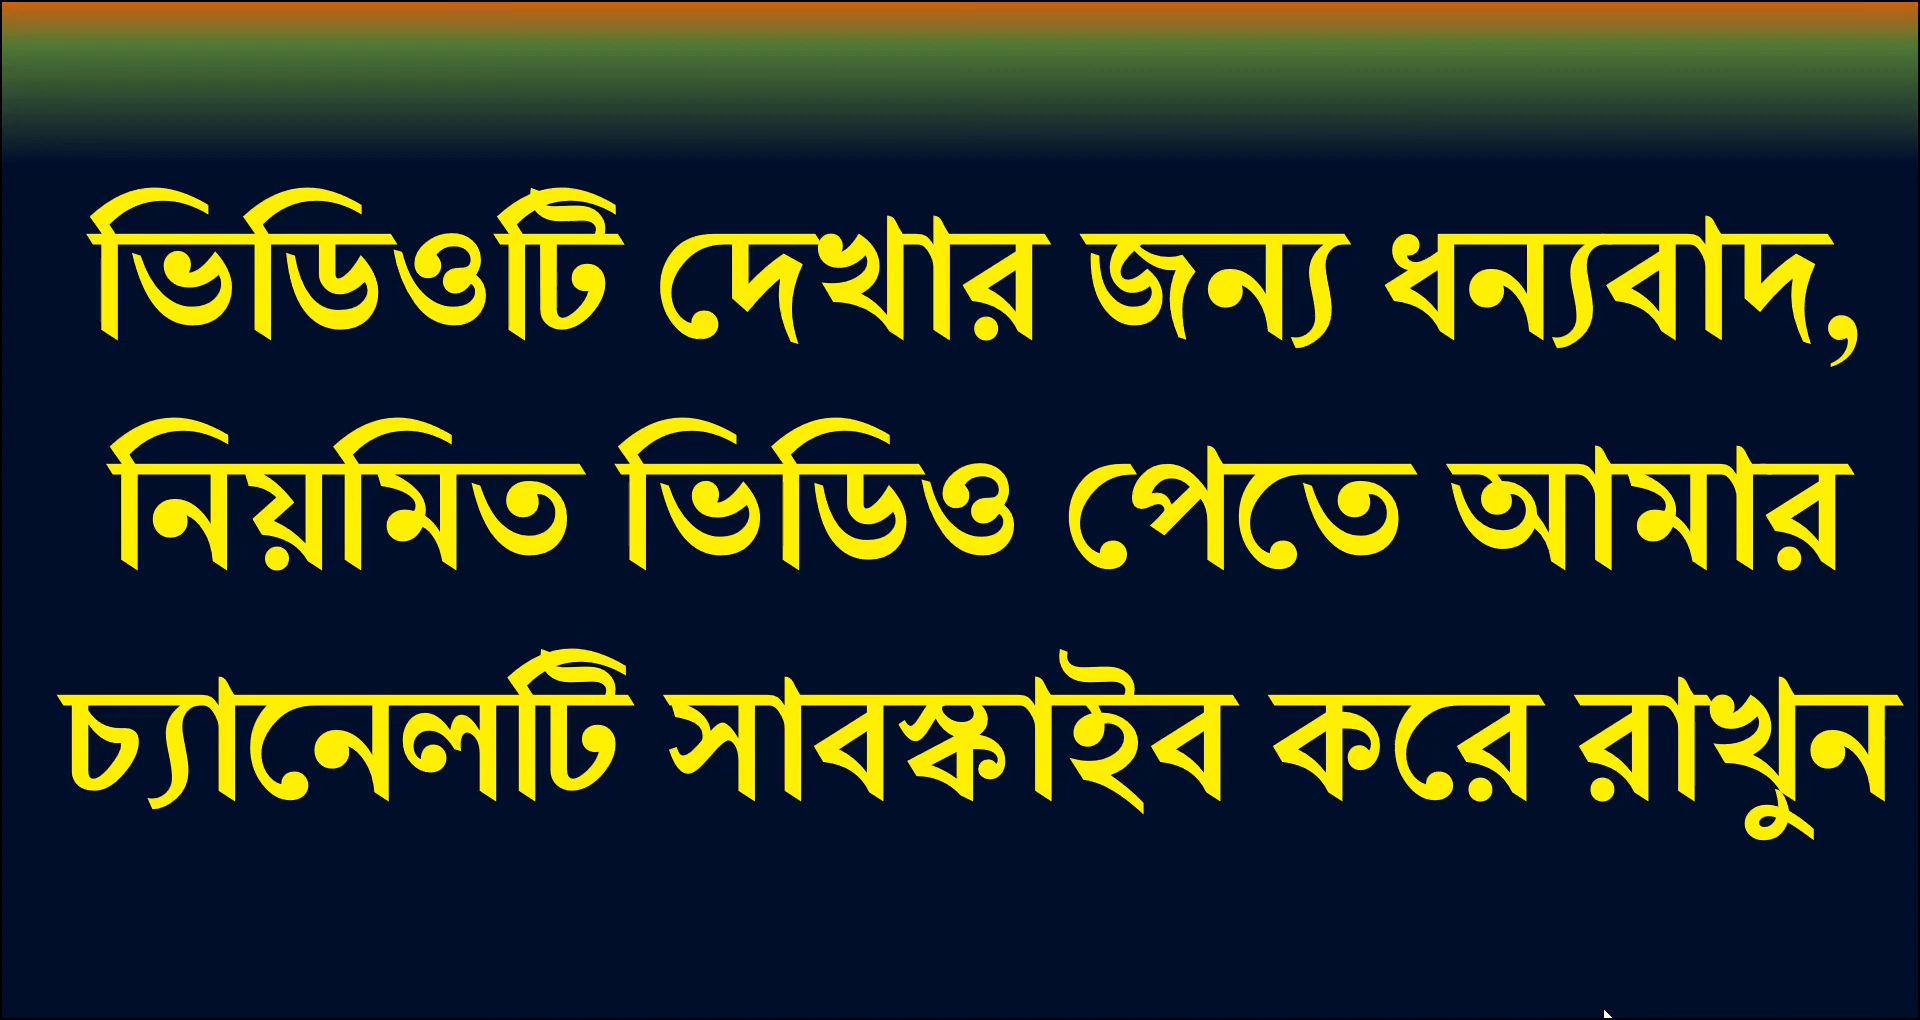 ভিডিওটি দেখার জন্য ধন্যবাদ,
নিয়মিত ভিডিও পেতে আমার
চ্যানেলটি সাবস্কাইব করে রাখুন